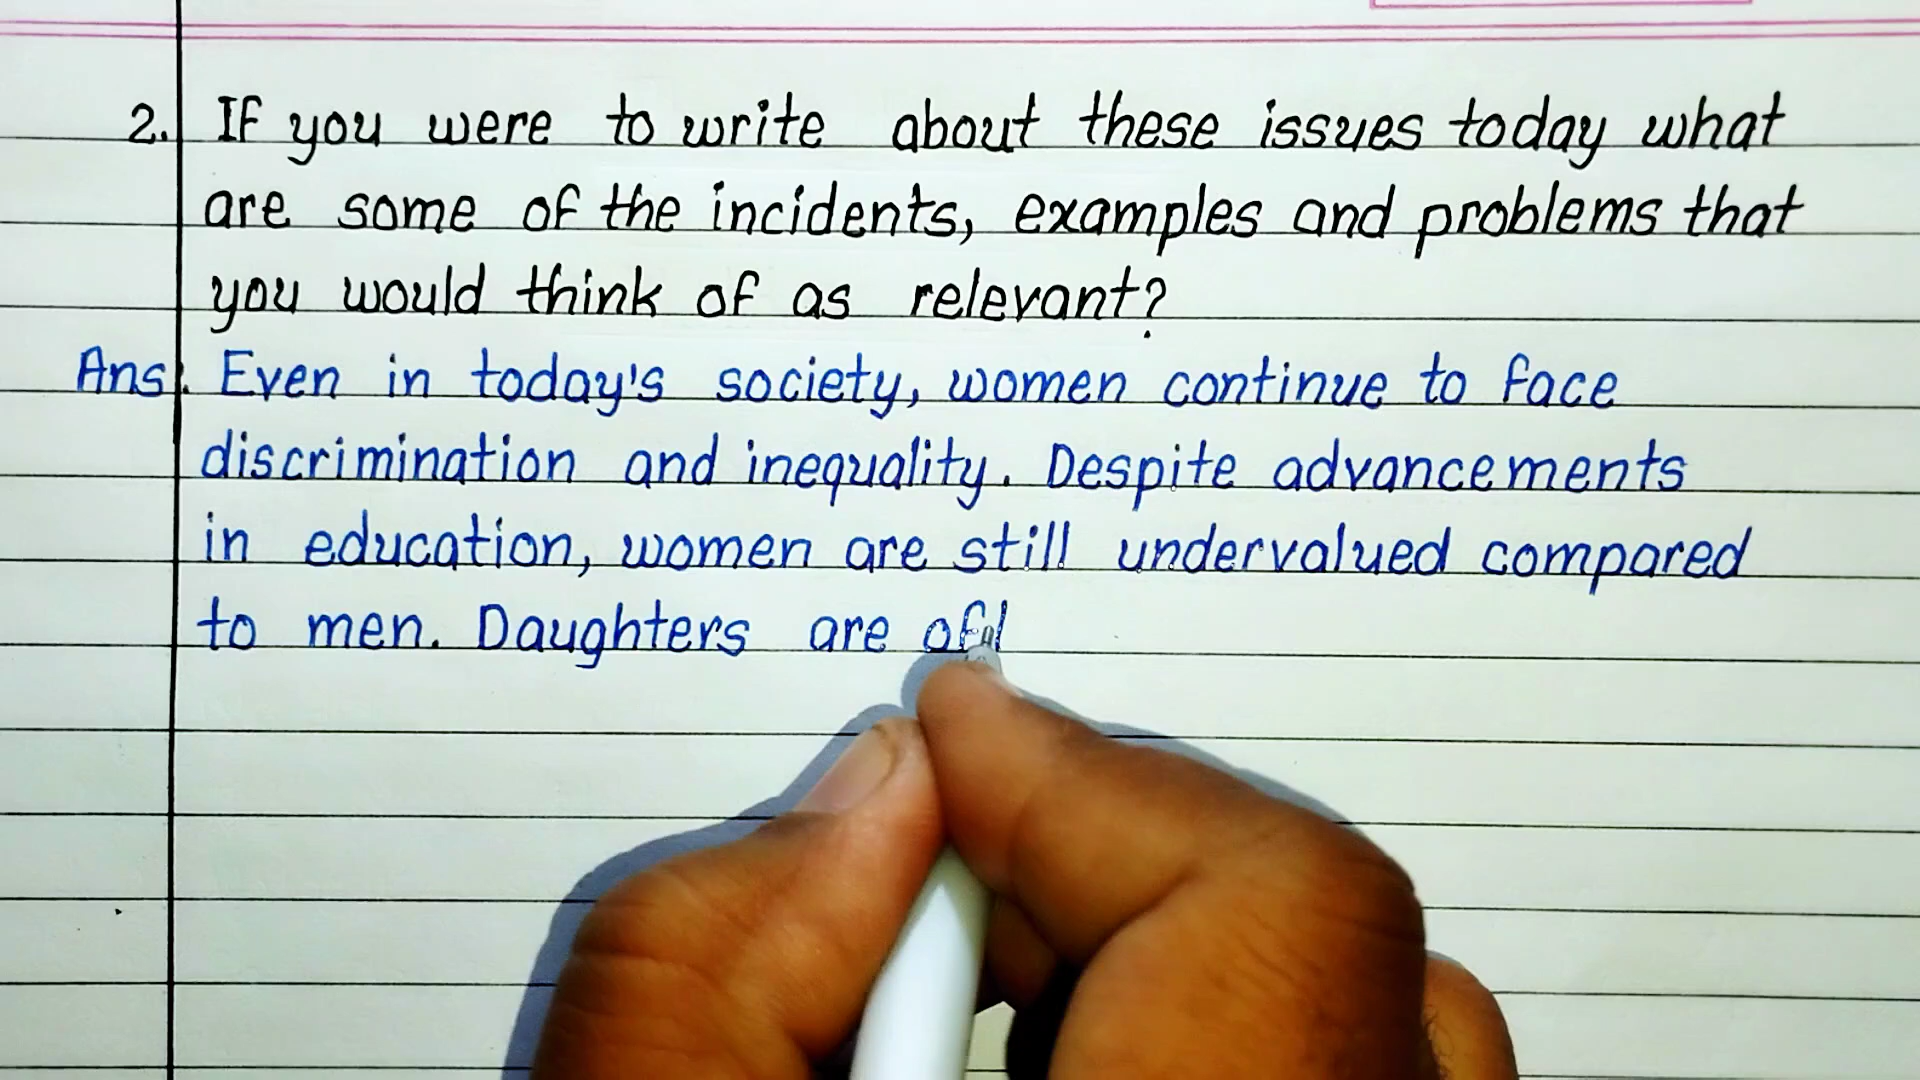 2. If you were to write about these issues today what
are some of the incidents, examples and problems that
you would think of as relevant?
Ans. Even in today's society, women continue to face
discrimination and inequality. Despite advancements
in education, women are still undervalued compared
to men. Daughters are